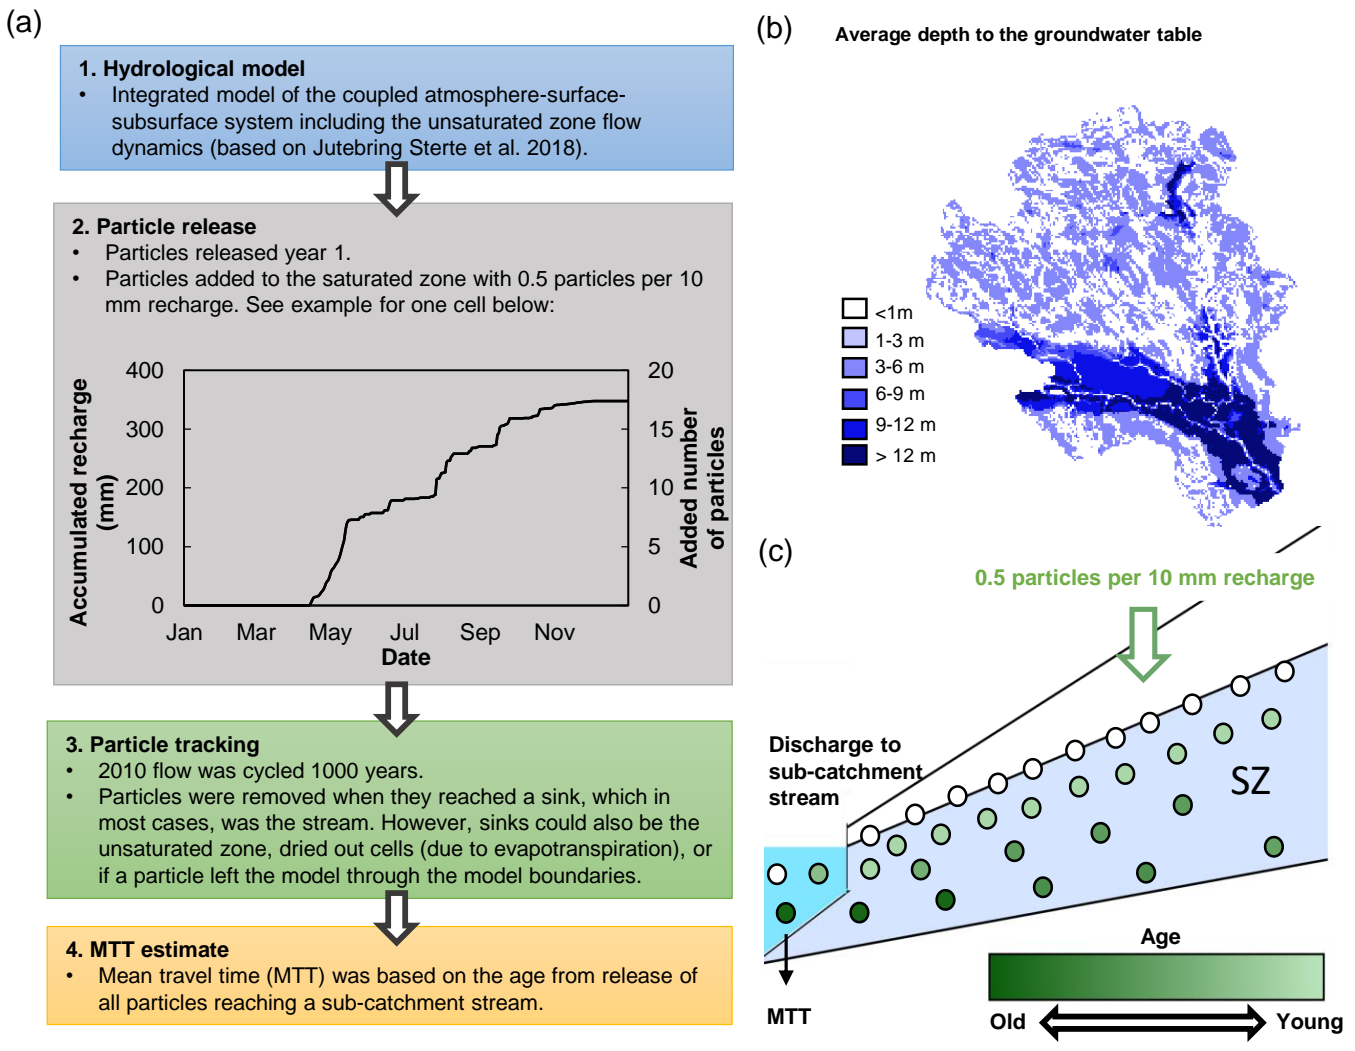 (a)
1. Hydrological model
• Integrated model of the coupled atmosphere-surface-
subsurface system including the unsaturated zone flow
dynamics (based on Jutebring Sterte et al. 2018).
2. Particle release
• Particles released year 1.
• Particles added to the saturated zone with 0.5 particles per 10
mm recharge. See example for one cell below:
Accumulated recharge
(mm)
400
300
200
100
0
20
15
10
5
0
Added number
of particles
Jan Mar May Jul Sep Nov
Date
3. Particle tracking
• 2010 flow was cycled 1000 years.
• Particles were removed when they reached a sink, which in
most cases, was the stream. However, sinks could also be the
unsaturated zone, dried out cells (due to evapotranspiration), or
if a particle left the model through the model boundaries.
4. MTT estimate
• Mean travel time (MTT) was based on the age from release of
all particles reaching a sub-catchment stream.
(b)
Average depth to the groundwater table
<1m
1-3 m
3-6 m
6-9 m
9-12 m
> 12 m
(c)
0.5 particles per 10 mm recharge
Discharge to
sub-catchment
stream
SZ
MTT
Age
Old
Young